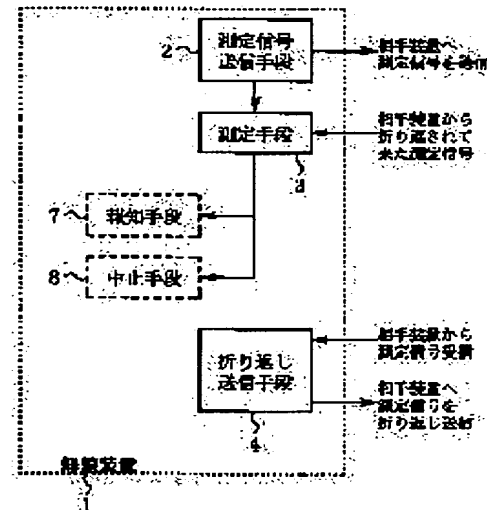 2
測定信号
送信手段
相手装置へ
測定信号を送信
測定手段
3
相手装置から
折り返されて
来た測定信号
7
報知手段
8
中止手段
折り返し
送信手段
4
相手装置から
測定信号受信
相手装置へ
測定信号を
折り返し送信
無線装置
1